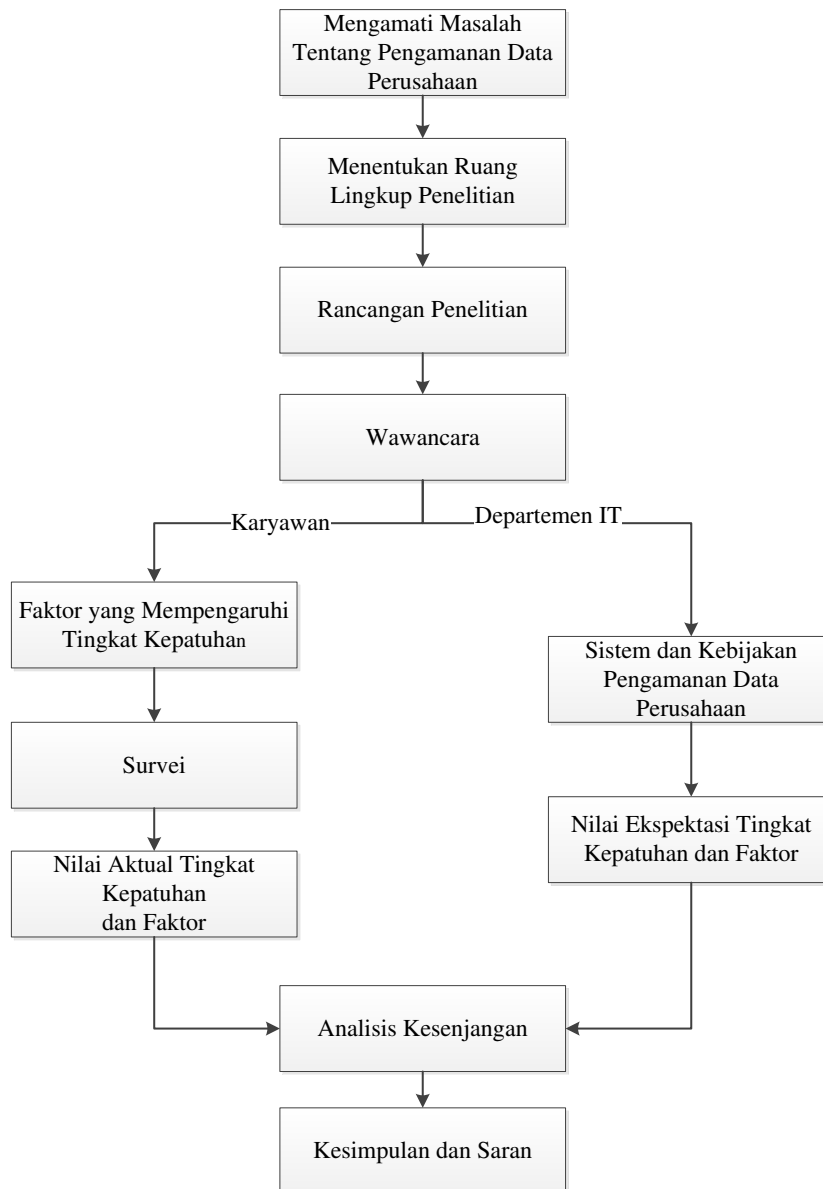 Mengamati Masalah
Tentang Pengamanan Data
Perusahaan
Menentukan Ruang
Lingkup Penelitian
Rancangan Penelitian
Wawancara
Karyawan
Departemen IT
Faktor yang Mempengaruhi
Tingkat Kepatuhan
Survei
Nilai Aktual Tingkat
Kepatuhan
dan Faktor
Sistem dan Kebijakan
Pengamanan Data
Perusahaan
Nilai Ekspektasi Tingkat
Kepatuhan dan Faktor
Analisis Kesenjangan
Kesimpulan dan Saran